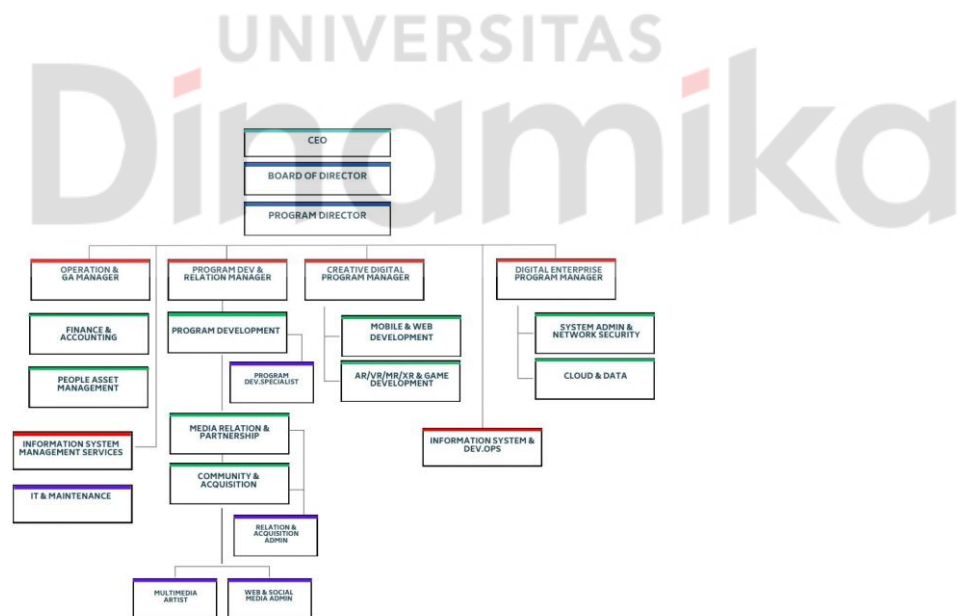 UNIVERSITAS
Dinamika
CEO
BOARD OF DIRECTOR
PROGRAM DIRECTOR
OPERATION &
GA MANAGER
PROGRAM DEV &
RELATION MANAGER
CREATIVE DIGITAL
PROGRAM MANAGER
DIGITAL ENTERPRISE
PROGRAM MANAGER
FINANCE &
ACCOUNTING
PROGRAM DEVELOPMENT
MOBILE & WEB
DEVELOPMENT
SYSTEM ADMIN &
NETWORK SECURITY
PEOPLE ASSET
MANAGEMENT
PROGRAM
DEV.SPECIALIST
AR/VR/MR/XR & GAME
DEVELOPMENT
CLOUD & DATA
INFORMATION SYSTEM
MANAGEMENT SERVICES
MEDIA RELATION &
PARTNERSHIP
INFORMATION SYSTEM &
DEV.OPS
IT & MAINTENANCE
COMMUNITY &
ACQUISITION
RELATION &
ACQUISITION
ADMIN
MULTIMEDIA
ARTIST
WEB & SOCIAL
MEDIA ADMIN